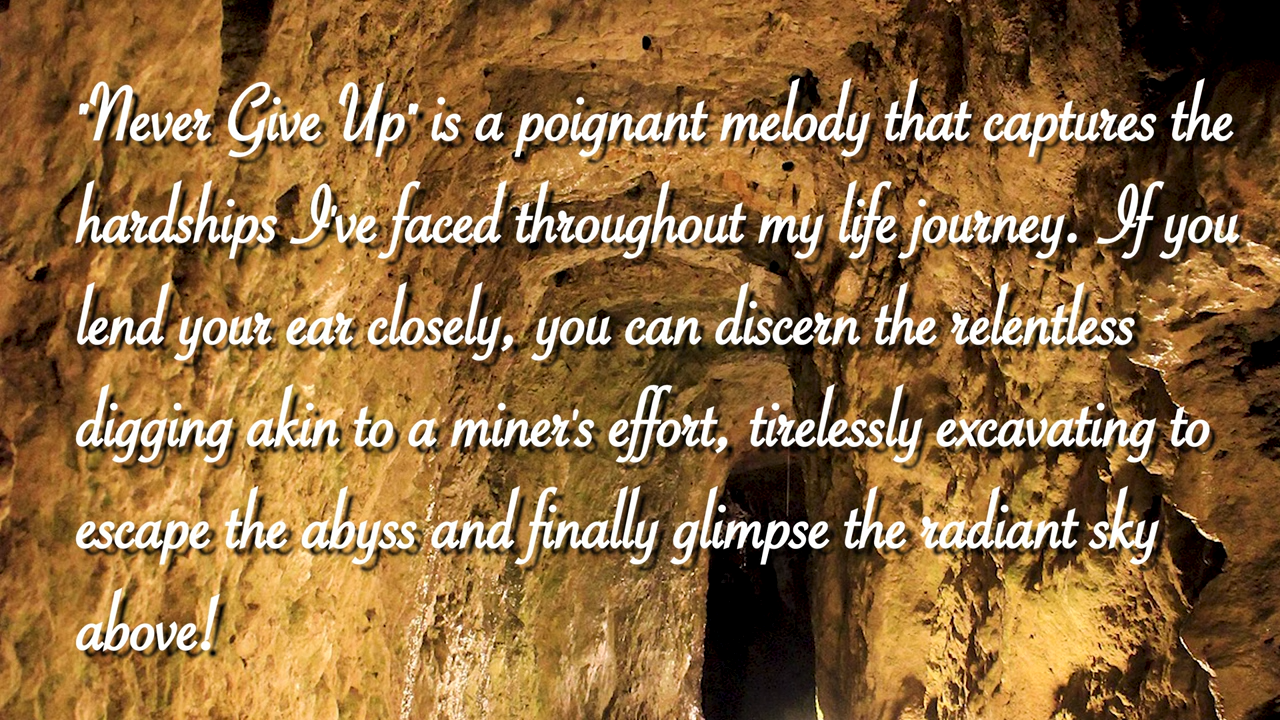 "Never Give Up" is a poignant melody that captures the
hardships I've faced throughout my life journey. If you
lend your ear closely, you can discern the relentless
digging akin to a miner's effort, tirelessly excavating to
escape the abyss and finally glimpse the radiant sky
above!